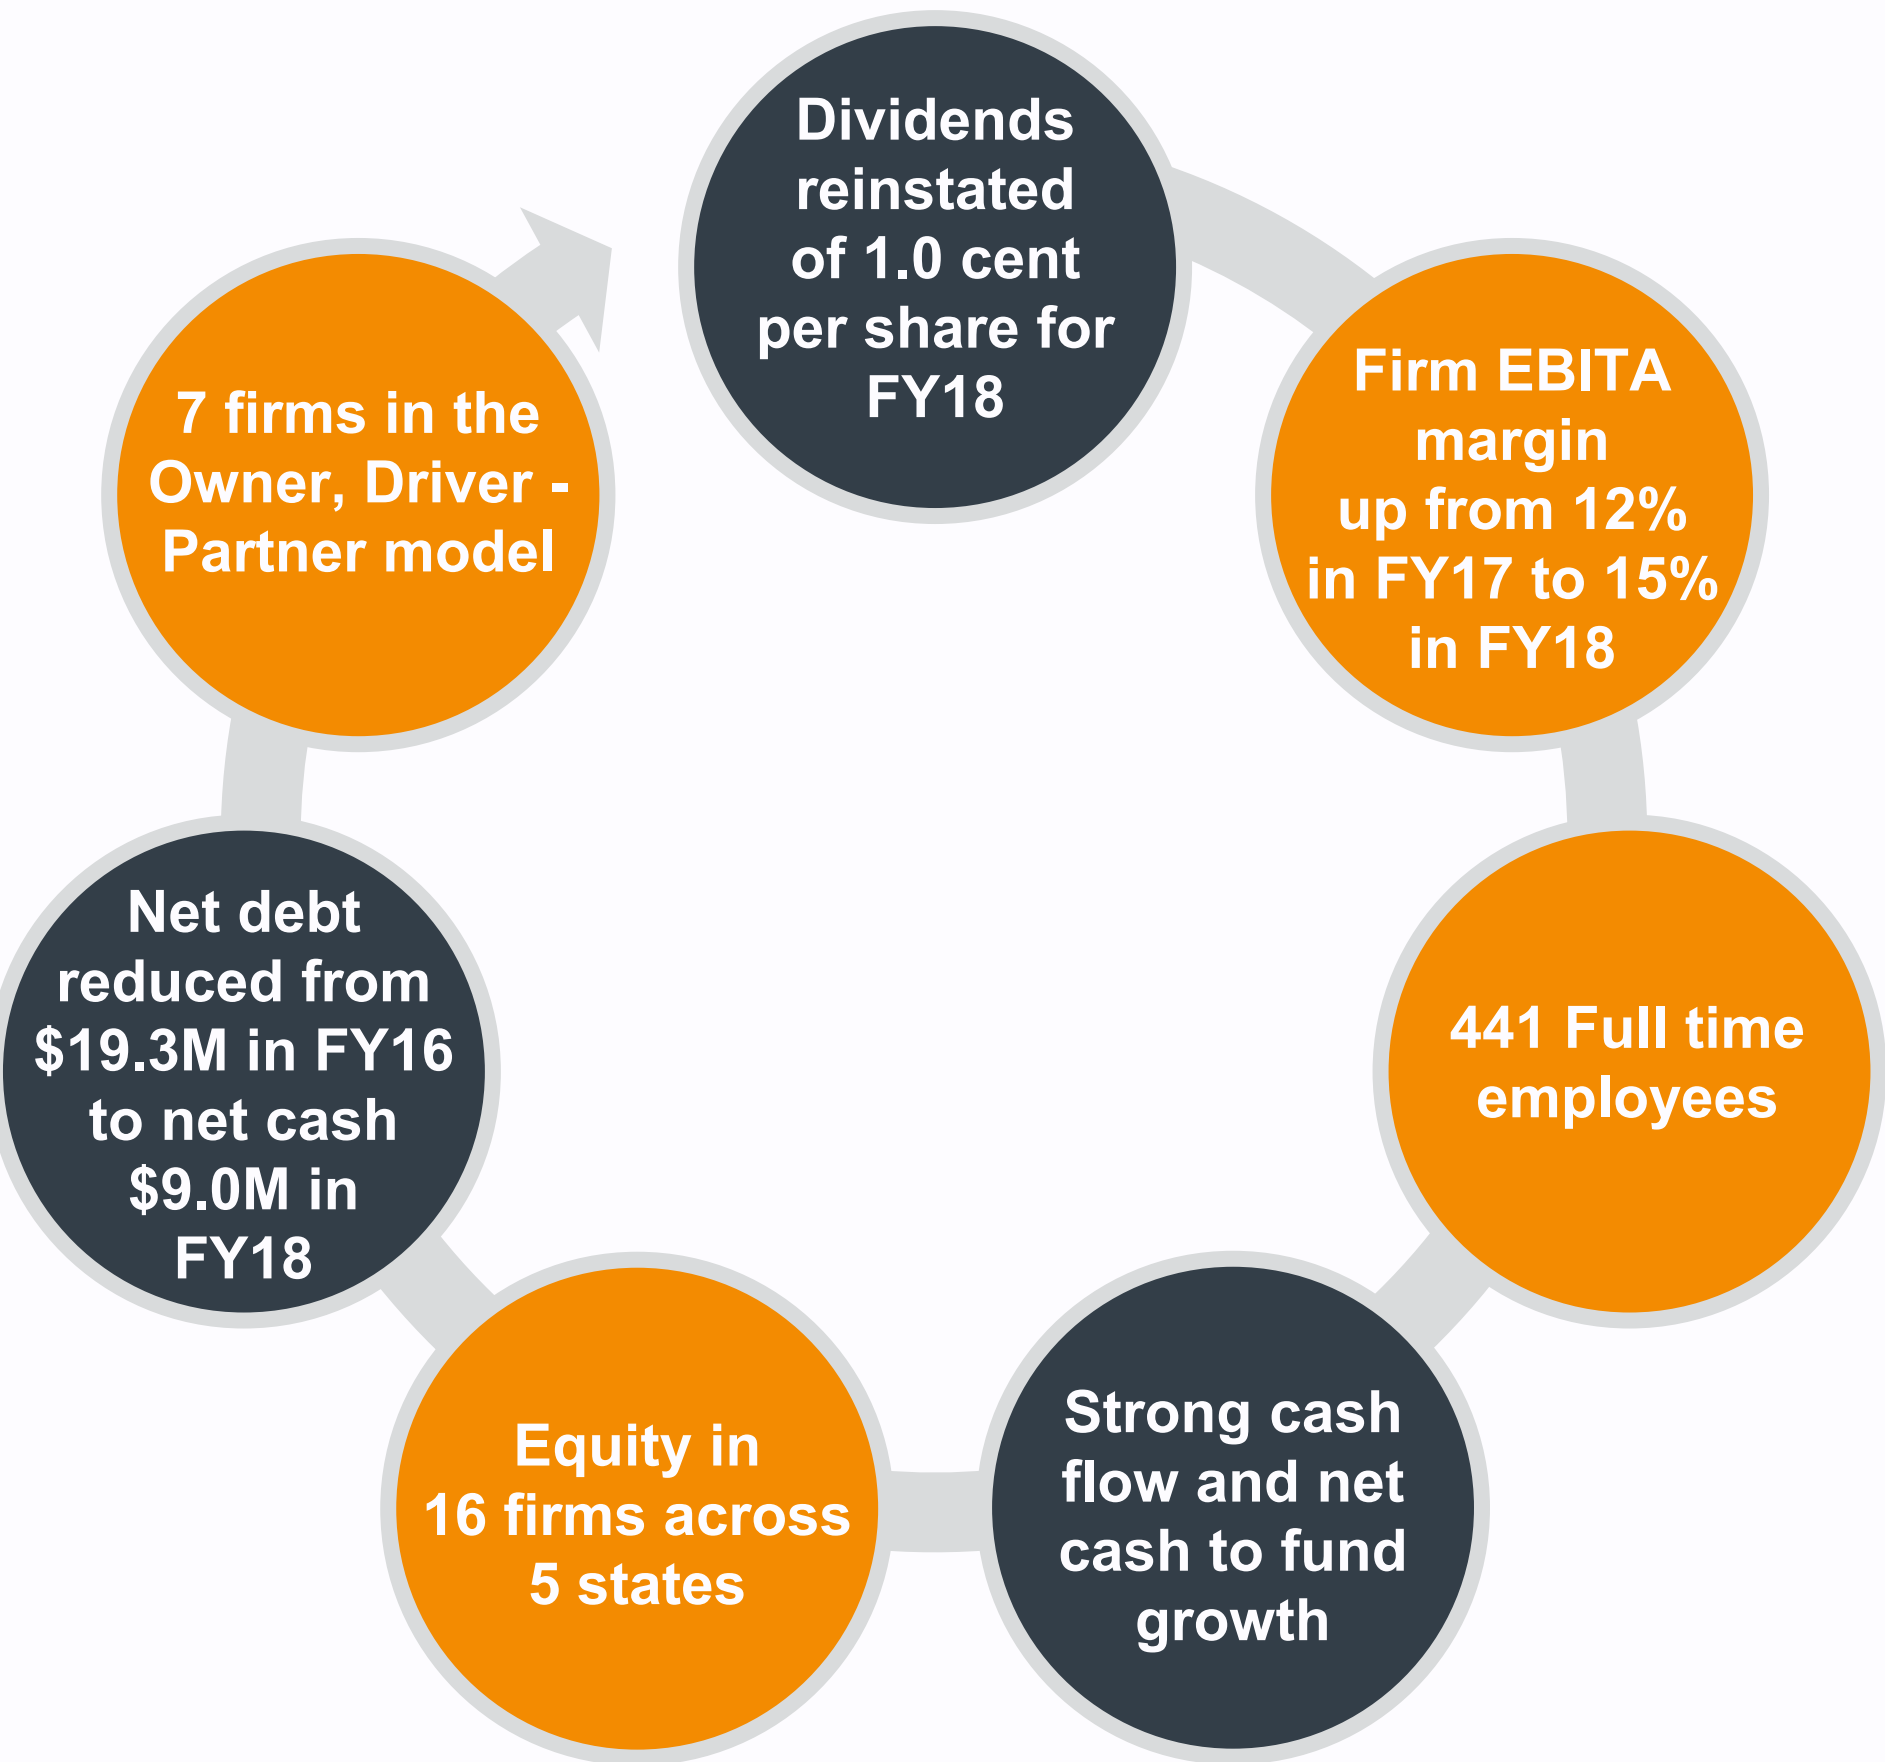 Dividends
reinstated
of 1.0 cent
per share for
FY18
Firm EBITA
margin
up from 12%
in FY17 to 15%
in FY18
441 Full time
employees
Strong cash
flow and net
cash to fund
growth
Equity in
16 firms across
5 states
Net debt
reduced from
$19.3M in FY16
to net cash
$9.0M in
FY18
7 firms in the
Owner, Driver -
Partner model